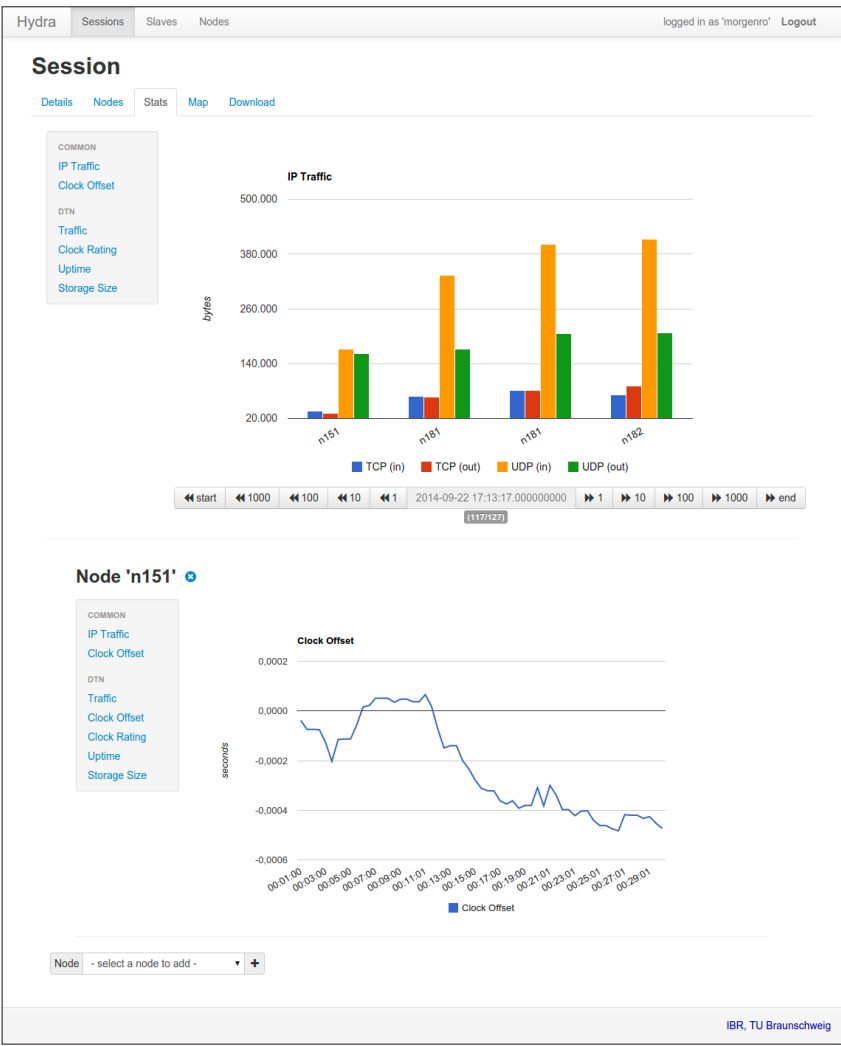 Hydra Sessions Slaves Nodes logged in as 'morgenro' Logout
Session
Details Nodes Stats Map Download
COMMON
IP Traffic
Clock Offset
DTN
Traffic
Clock Rating
Uptime
Storage Size
IP Traffic
500.000
380.000
260.000
140.000
20.000
bytes
n151 n181 n181 n182
TCP (in) TCP (out) UDP (in) UDP (out)
start 1000 100 10 1 2014-09-22 17:13:17.000000000 1 10 100 1000 end
(117/127)
Node 'n151'
COMMON
IP Traffic
Clock Offset
DTN
Traffic
Clock Offset
Clock Rating
Uptime
Storage Size
Clock Offset
0,0002
0,0000
-0,0002
-0,0004
-0,0006
seconds
00:01:00 00:03:00 00:05:00 00:07:00 00:09:00 00:11:01 00:13:00 00:15:00 00:17:00 00:19:00 00:21:01 00:23:01 00:25:01 00:27:01 00:29:01
Clock Offset
Node - select a node to add -
IBR, TU Braunschweig